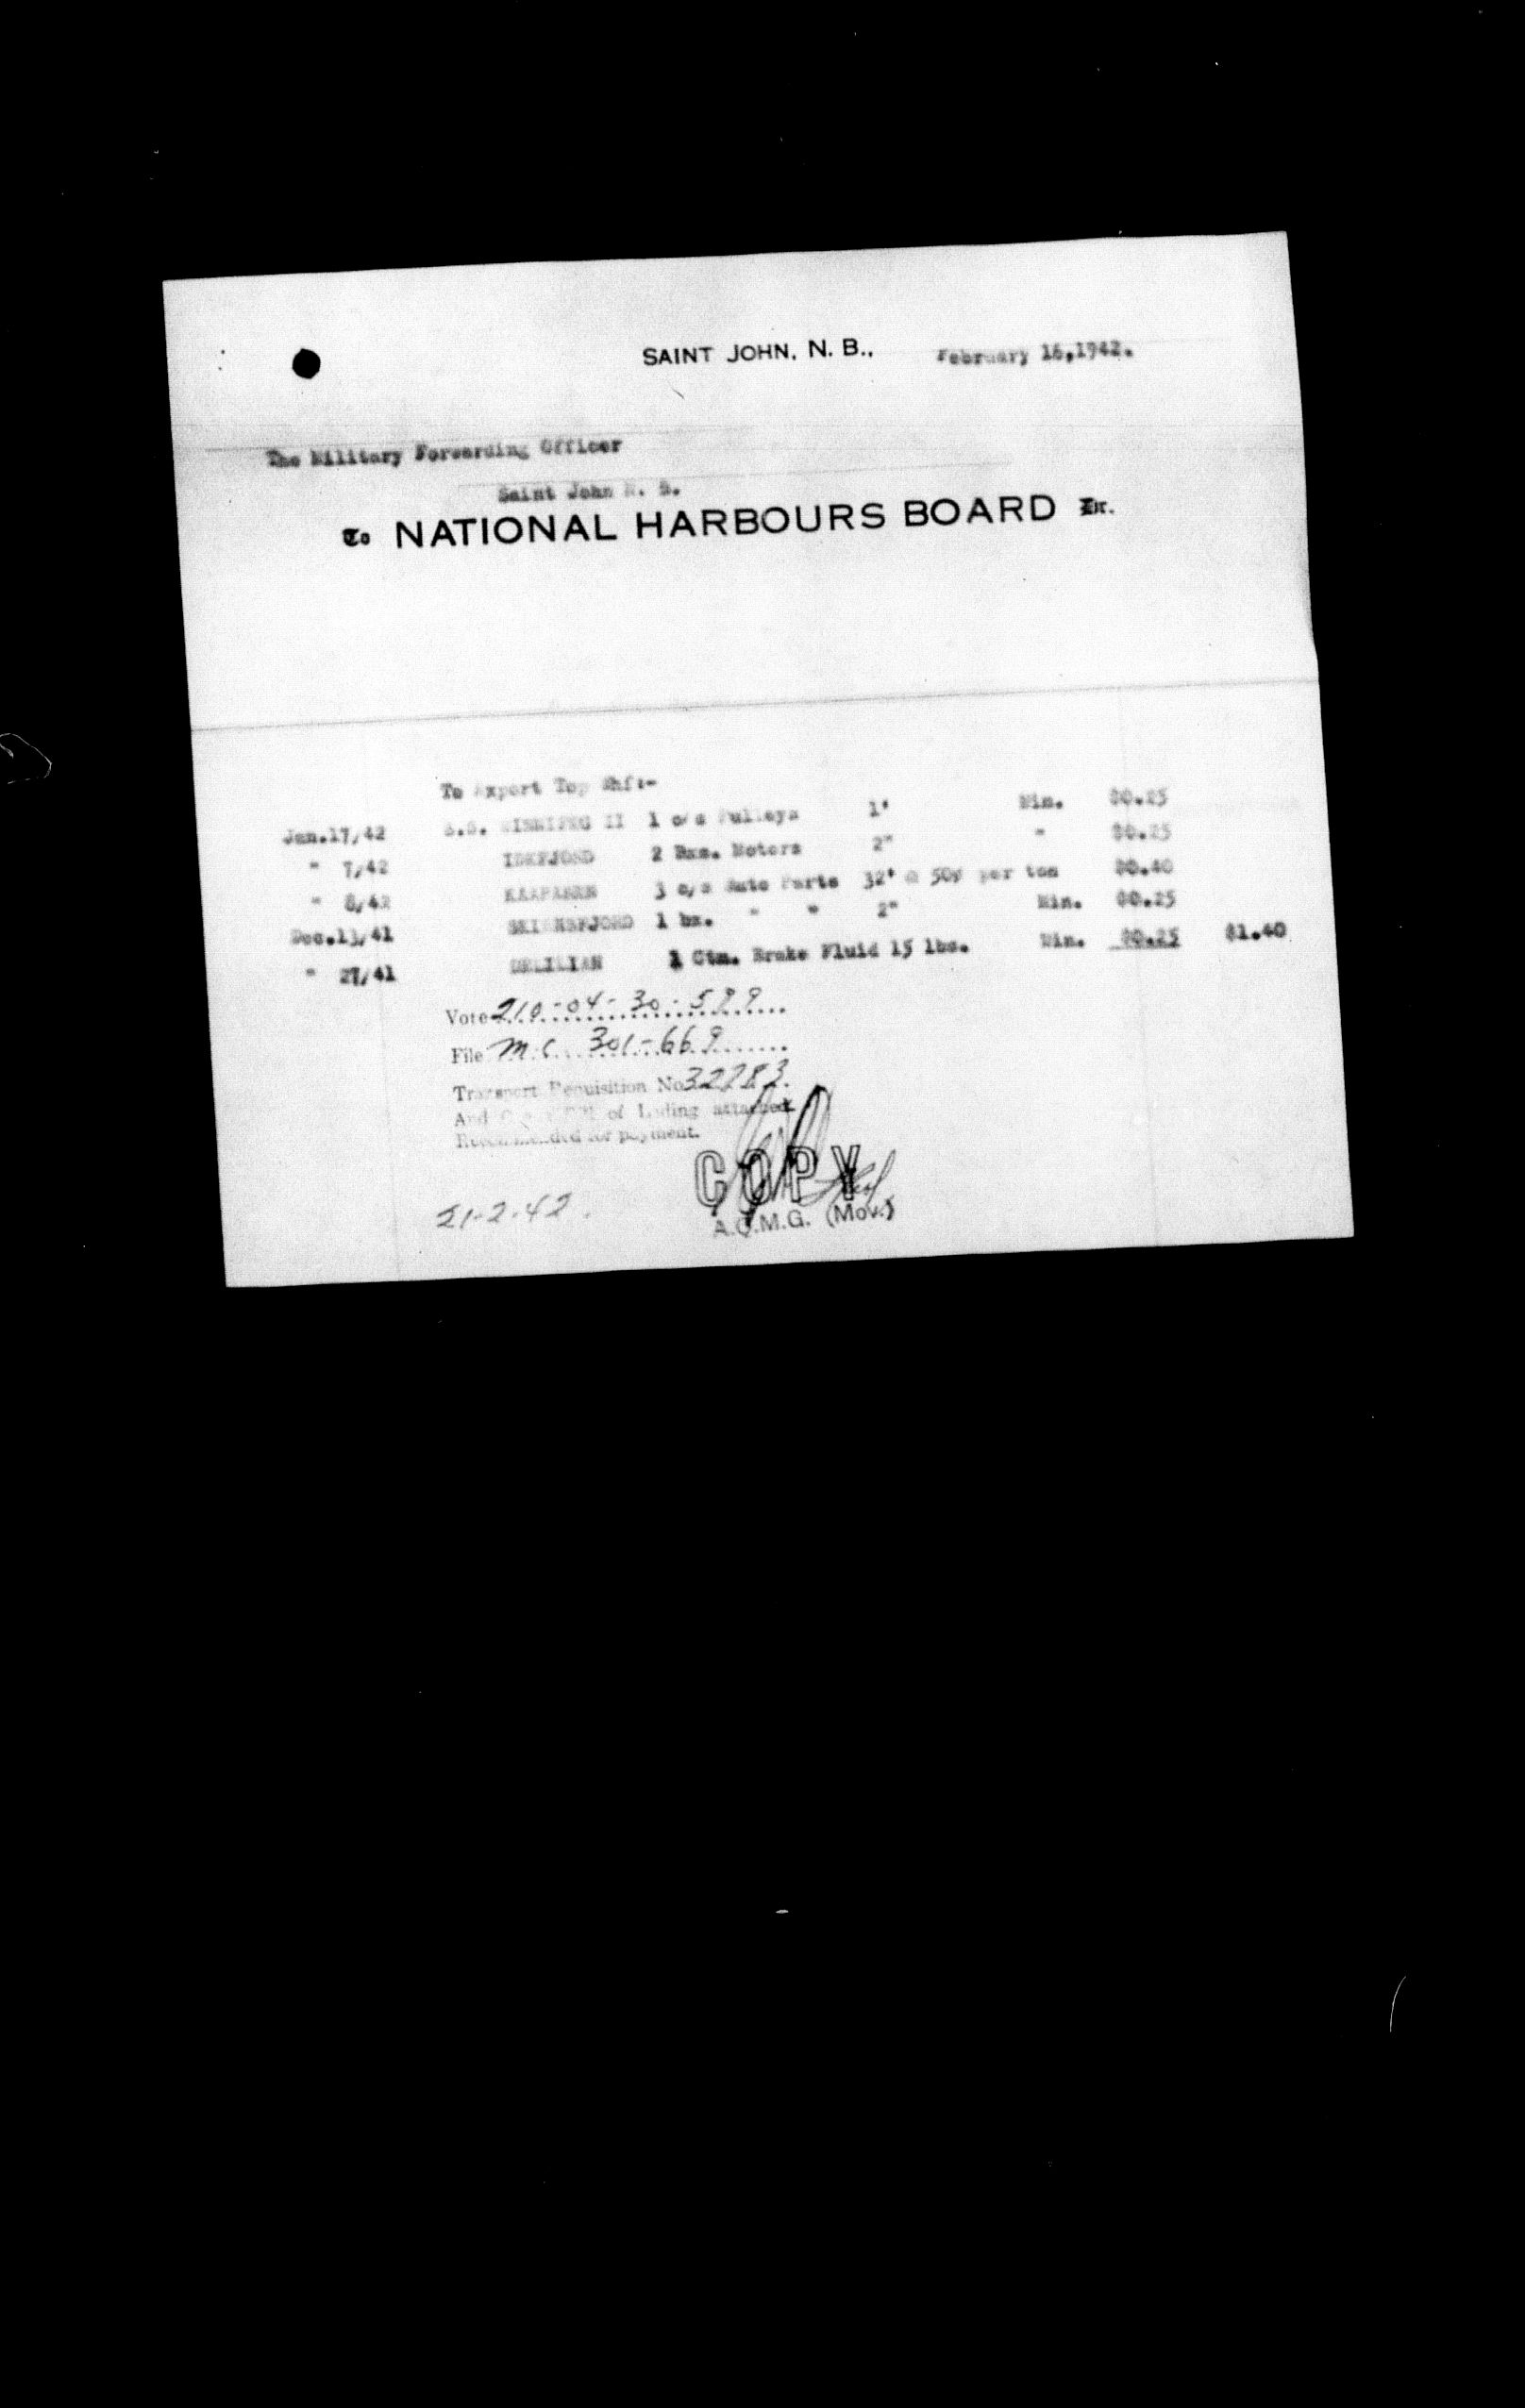 SAINT JOHN, N. B., February 16,1942.
The Military Forwarding Officer
Saint John N. B.
To NATIONAL HARBOURS BOARD Dr.
To Export Top Whf:-
Jan.17/42 S.S. WINNIPEG II 1 c/s Pulleys 1' Min. $0.25
" 7/42 IDEFJORD 2 Bxs. Motors 2" " $0.25
" 8/42 KAAPAREN 3 c/s Auto Parts 32' @ 50¢ per ton $0.40
Dec.13/41 SKIENSFJORD 1 bx. " " 2" Min. $0.25
" 27/41 DELILIAN 1 Ctn. Brake Fluid 15 lbs. Min. $0.25 $1.40
Vote 210-04-30-599
File M.C. 301-669
Transport Requisition No 32283.
And of Lading attached
Recommended for payment.
COPY
21-2-42. A.Q.M.G. (Mov.)